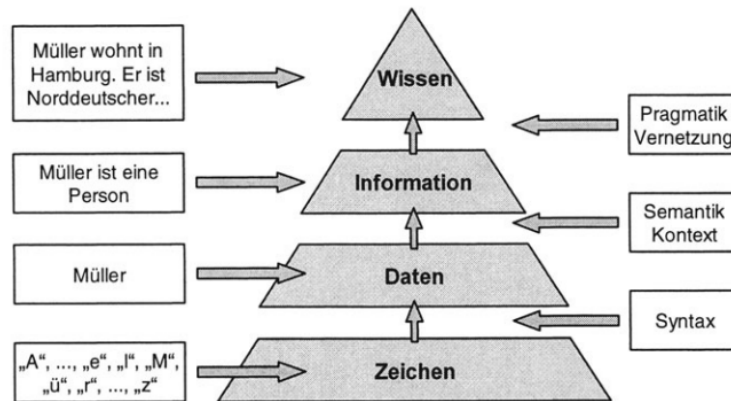 Müller wohnt in
Hamburg. Er ist
Norddeutscher...
Wissen
Pragmatik
Vernetzung
Müller ist eine
Person
Information
Semantik
Kontext
Müller
Daten
Syntax
„A“, ..., „e“, „l“, „M“,
„ü“, „r“, ..., „z“
Zeichen